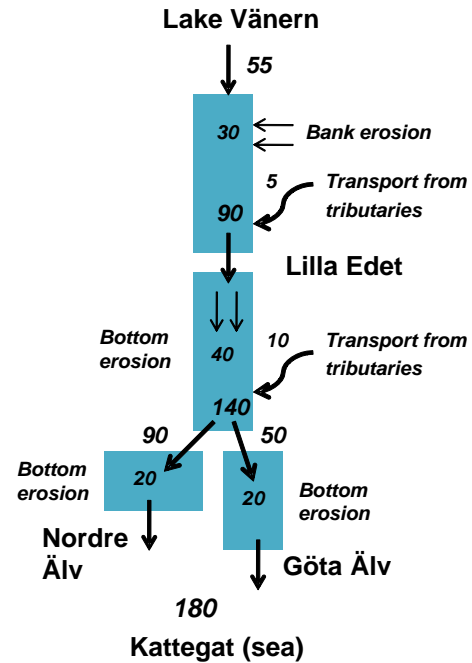 Lake Vänern
55
30
Bank erosion
5
Transport from
tributaries
90
Lilla Edet
Bottom
erosion
40
10
Transport from
tributaries
140
90
50
Bottom
erosion
20
20
Bottom
erosion
Nordre
Älv
Göta Älv
180
Kattegat (sea)